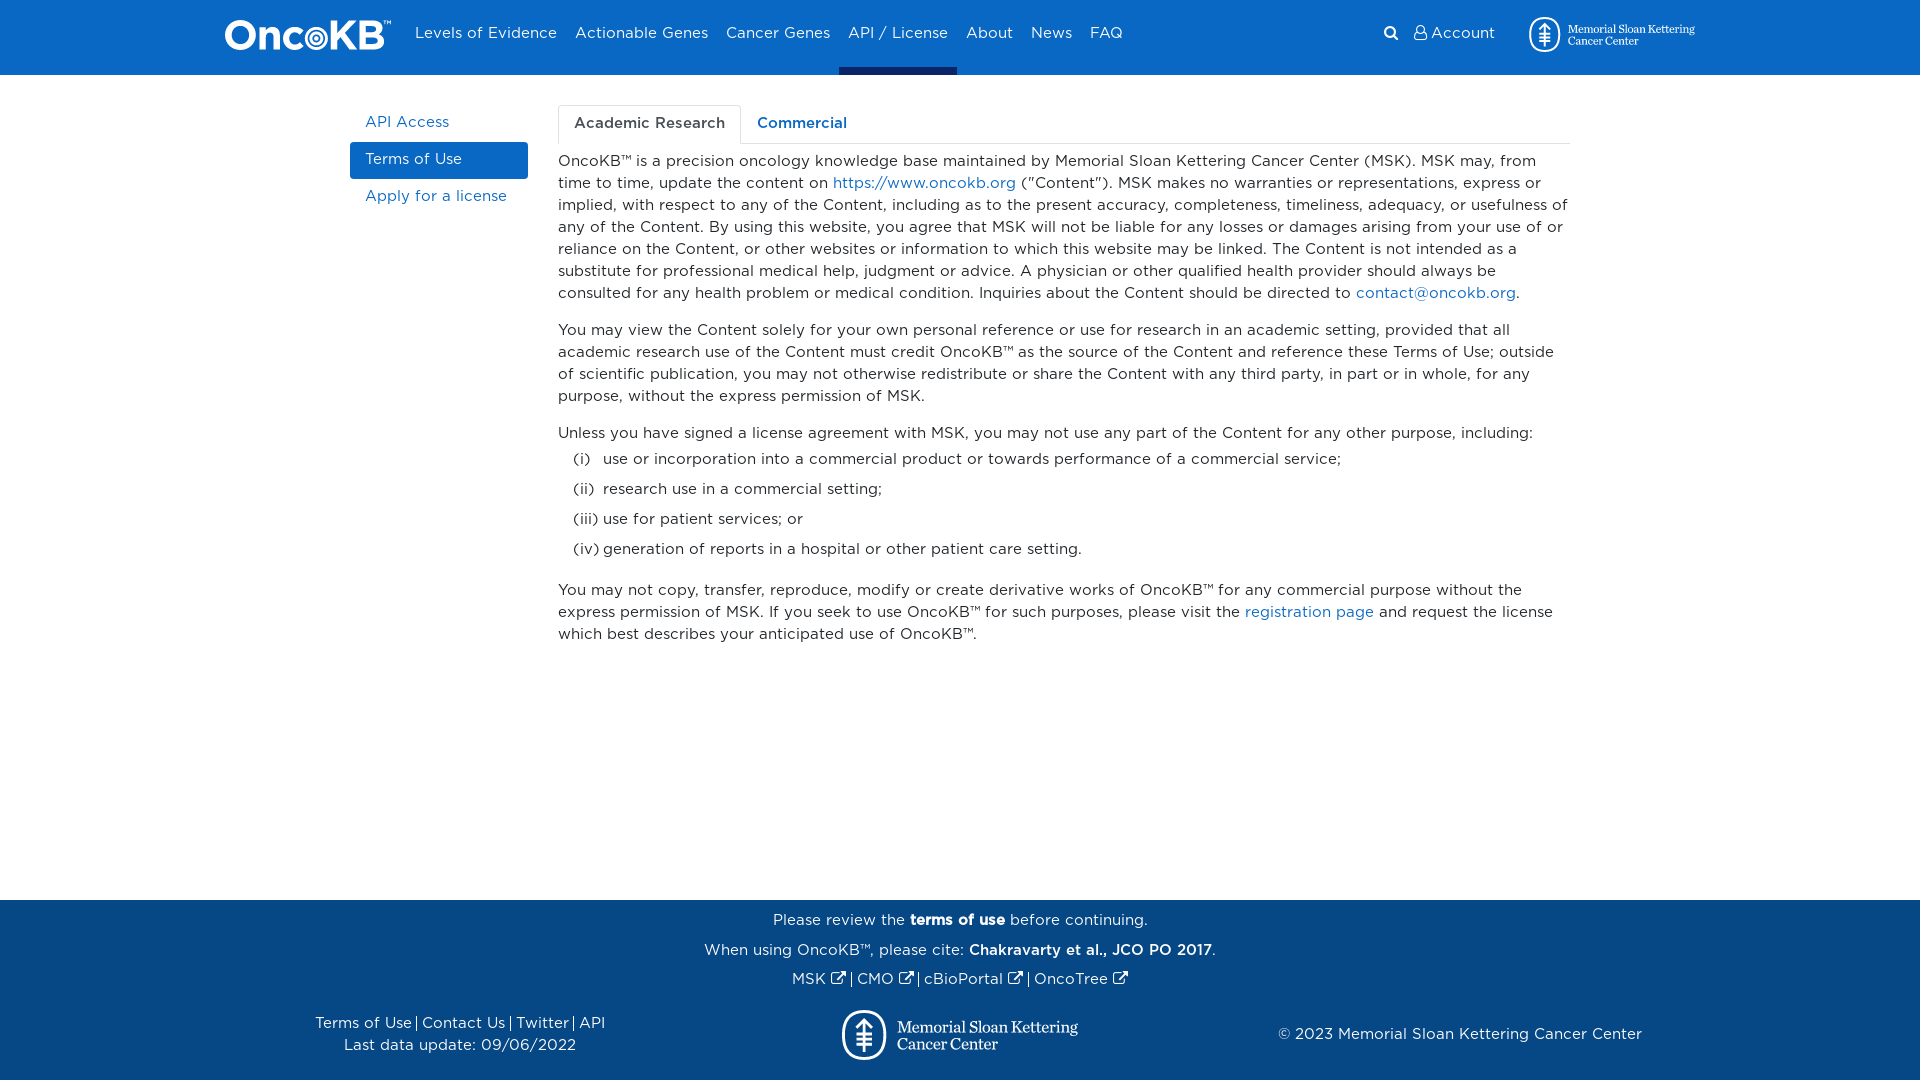 OncoKB™ Levels of Evidence Actionable Genes Cancer Genes API / License About News FAQ Account Memorial Sloan Kettering
Cancer Center
API Access
Terms of Use
Apply for a license
Academic Research Commercial
OncoKB™ is a precision oncology knowledge base maintained by Memorial Sloan Kettering Cancer Center (MSK). MSK may, from
time to time, update the content on https://www.oncokb.org ("Content"). MSK makes no warranties or representations, express or
implied, with respect to any of the Content, including as to the present accuracy, completeness, timeliness, adequacy, or usefulness of
any of the Content. By using this website, you agree that MSK will not be liable for any losses or damages arising from your use of or
reliance on the Content, or other websites or information to which this website may be linked. The Content is not intended as a
substitute for professional medical help, judgment or advice. A physician or other qualified health provider should always be
consulted for any health problem or medical condition. Inquiries about the Content should be directed to contact@oncokb.org.
You may view the Content solely for your own personal reference or use for research in an academic setting, provided that all
academic research use of the Content must credit OncoKB™ as the source of the Content and reference these Terms of Use; outside
of scientific publication, you may not otherwise redistribute or share the Content with any third party, in part or in whole, for any
purpose, without the express permission of MSK.
Unless you have signed a license agreement with MSK, you may not use any part of the Content for any other purpose, including:
(i) use or incorporation into a commercial product or towards performance of a commercial service;
(ii) research use in a commercial setting;
(iii) use for patient services; or
(iv) generation of reports in a hospital or other patient care setting.
You may not copy, transfer, reproduce, modify or create derivative works of OncoKB™ for any commercial purpose without the
express permission of MSK. If you seek to use OncoKB™ for such purposes, please visit the registration page and request the license
which best describes your anticipated use of OncoKB™.
Please review the terms of use before continuing.
When using OncoKB™, please cite: Chakravarty et al., JCO PO 2017.
MSK | CMO | cBioPortal | OncoTree
Terms of Use | Contact Us | Twitter | API
Last data update: 09/06/2022
Memorial Sloan Kettering
Cancer Center
© 2023 Memorial Sloan Kettering Cancer Center